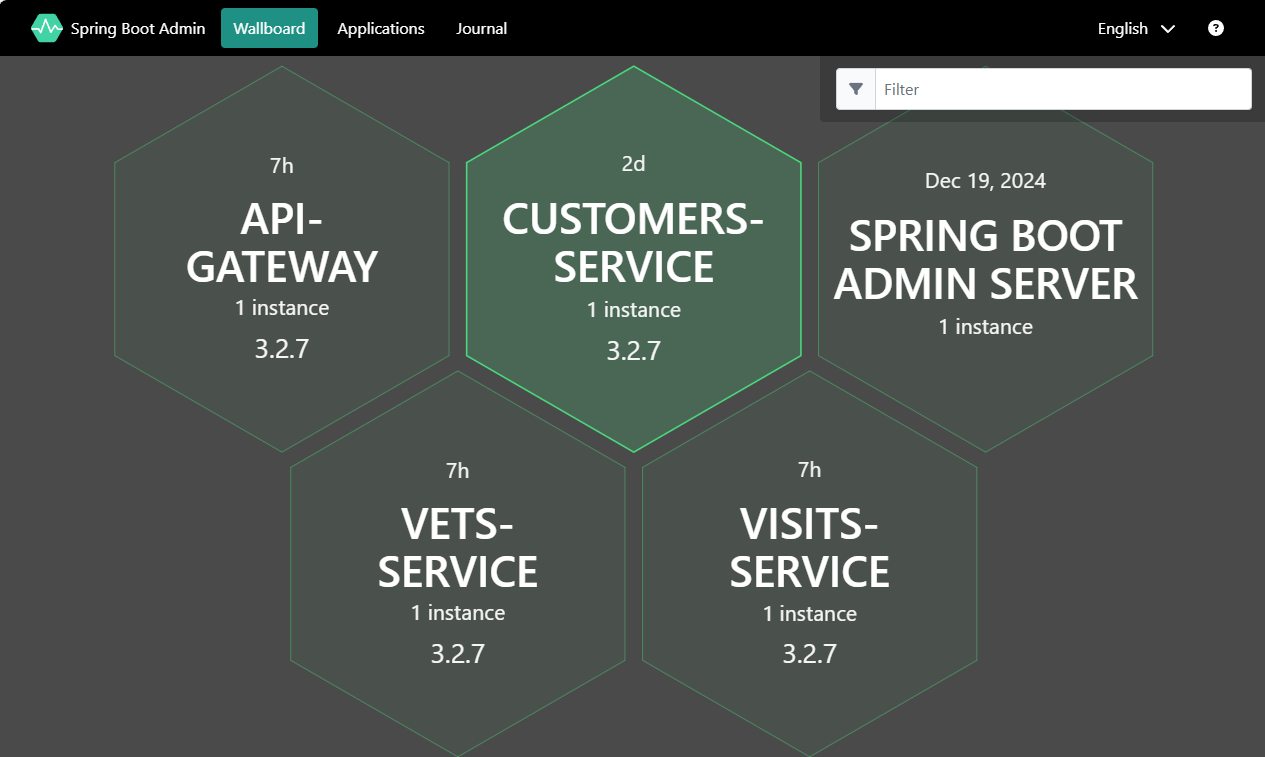 Spring Boot Admin
Wallboard
Applications
Journal
English
Filter
7h
API-
GATEWAY
1 instance
3.2.7
2d
CUSTOMERS-
SERVICE
1 instance
3.2.7
Dec 19, 2024
SPRING BOOT
ADMIN SERVER
1 instance
7h
VETS-
SERVICE
1 instance
3.2.7
7h
VISITS-
SERVICE
1 instance
3.2.7